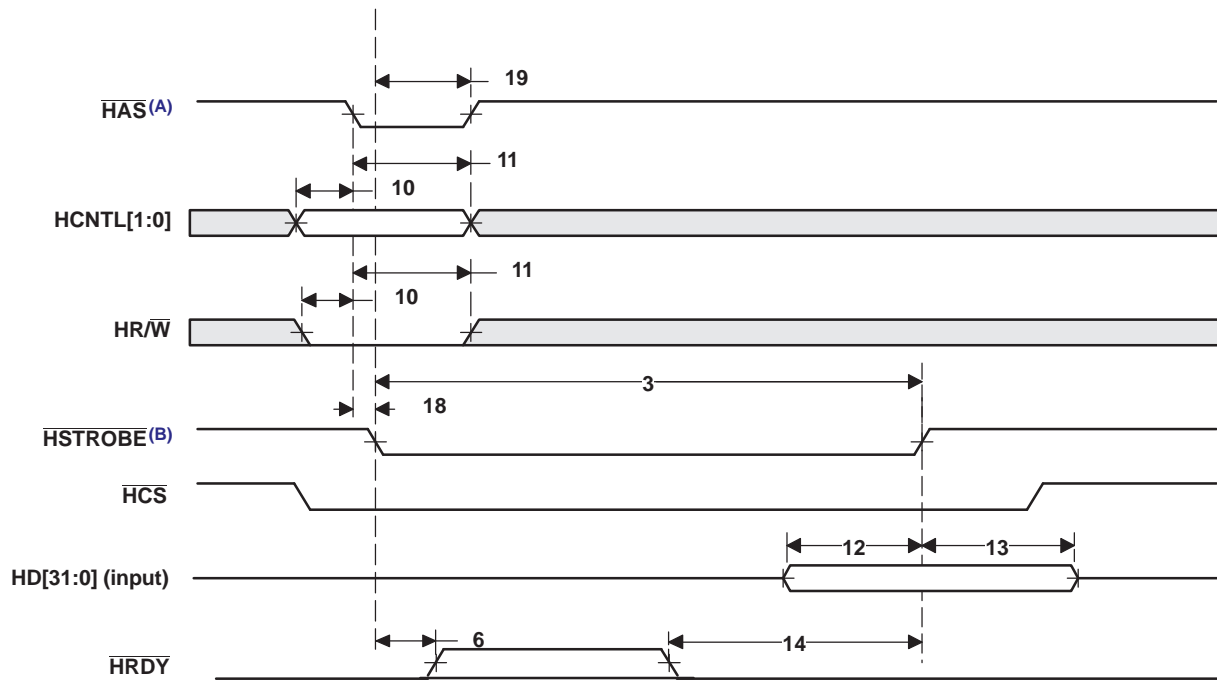 19
HAS(A)
11
10
HCNTL[1:0]
11
10
HR/W
3
18
HSTROBE(B)
HCS
12
13
HD[31:0] (input)
6
14
HRDY